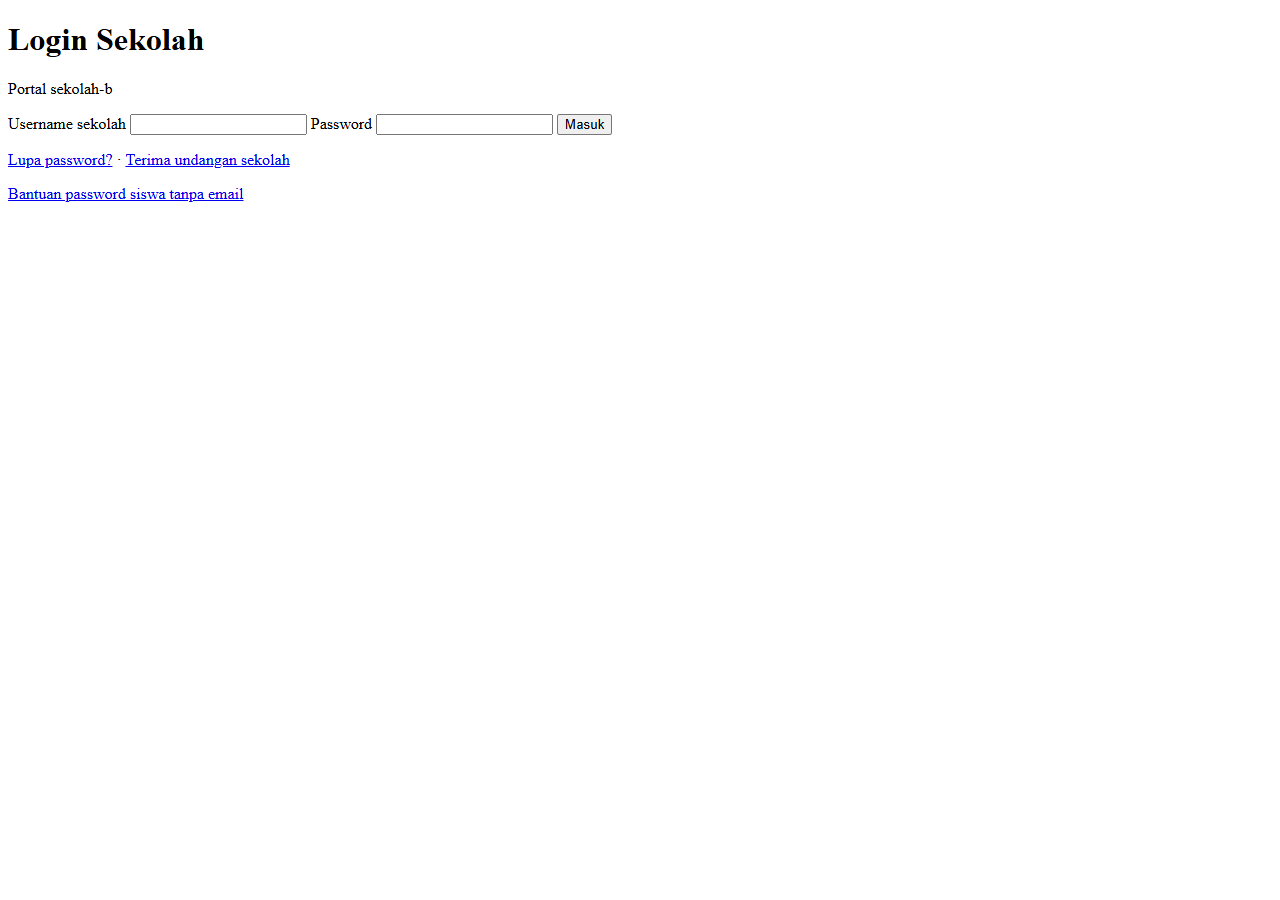 Login Sekolah
Portal sekolah-b
Username sekolah Password Masuk
Lupa password? · Terima undangan sekolah
Bantuan password siswa tanpa email